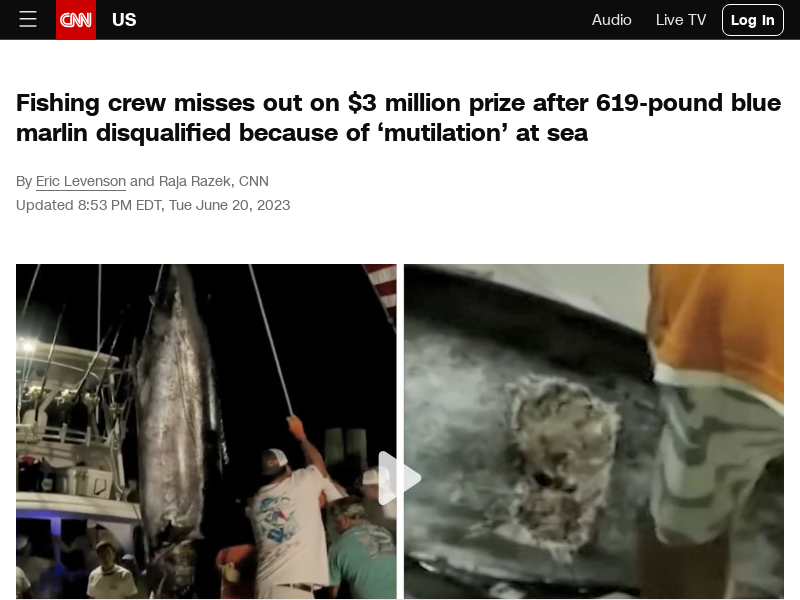 CNN
US
Audio
Live TV
Log In
Fishing crew misses out on $3 million prize after 619-pound blue
marlin disqualified because of ‘mutilation’ at sea
By Eric Levenson and Raja Razek, CNN
Updated 8:53 PM EDT, Tue June 20, 2023